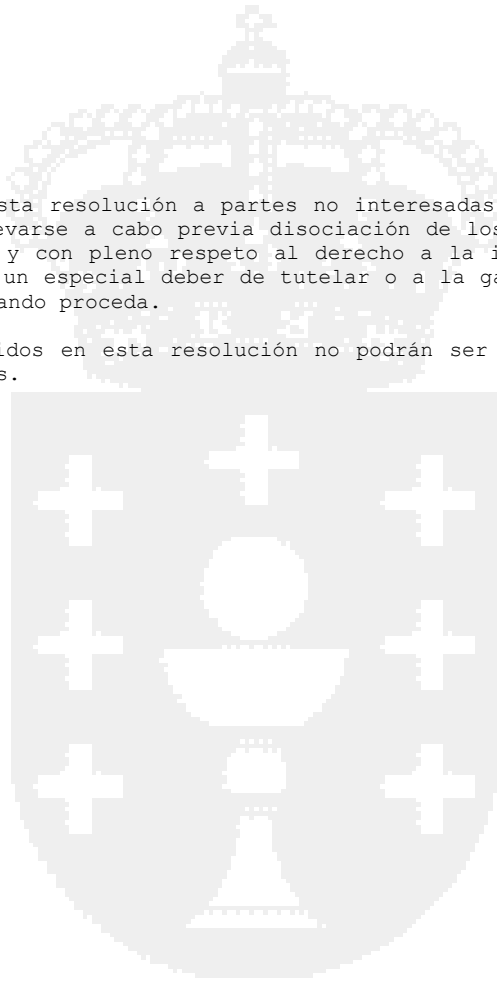 sta resolución a partes no interesadas
evarse a cabo previa disociación de los
y con pleno respeto al derecho a la i
un especial deber de tutelar o a la ga
ando proceda.
idos en esta resolución no podrán ser
s.